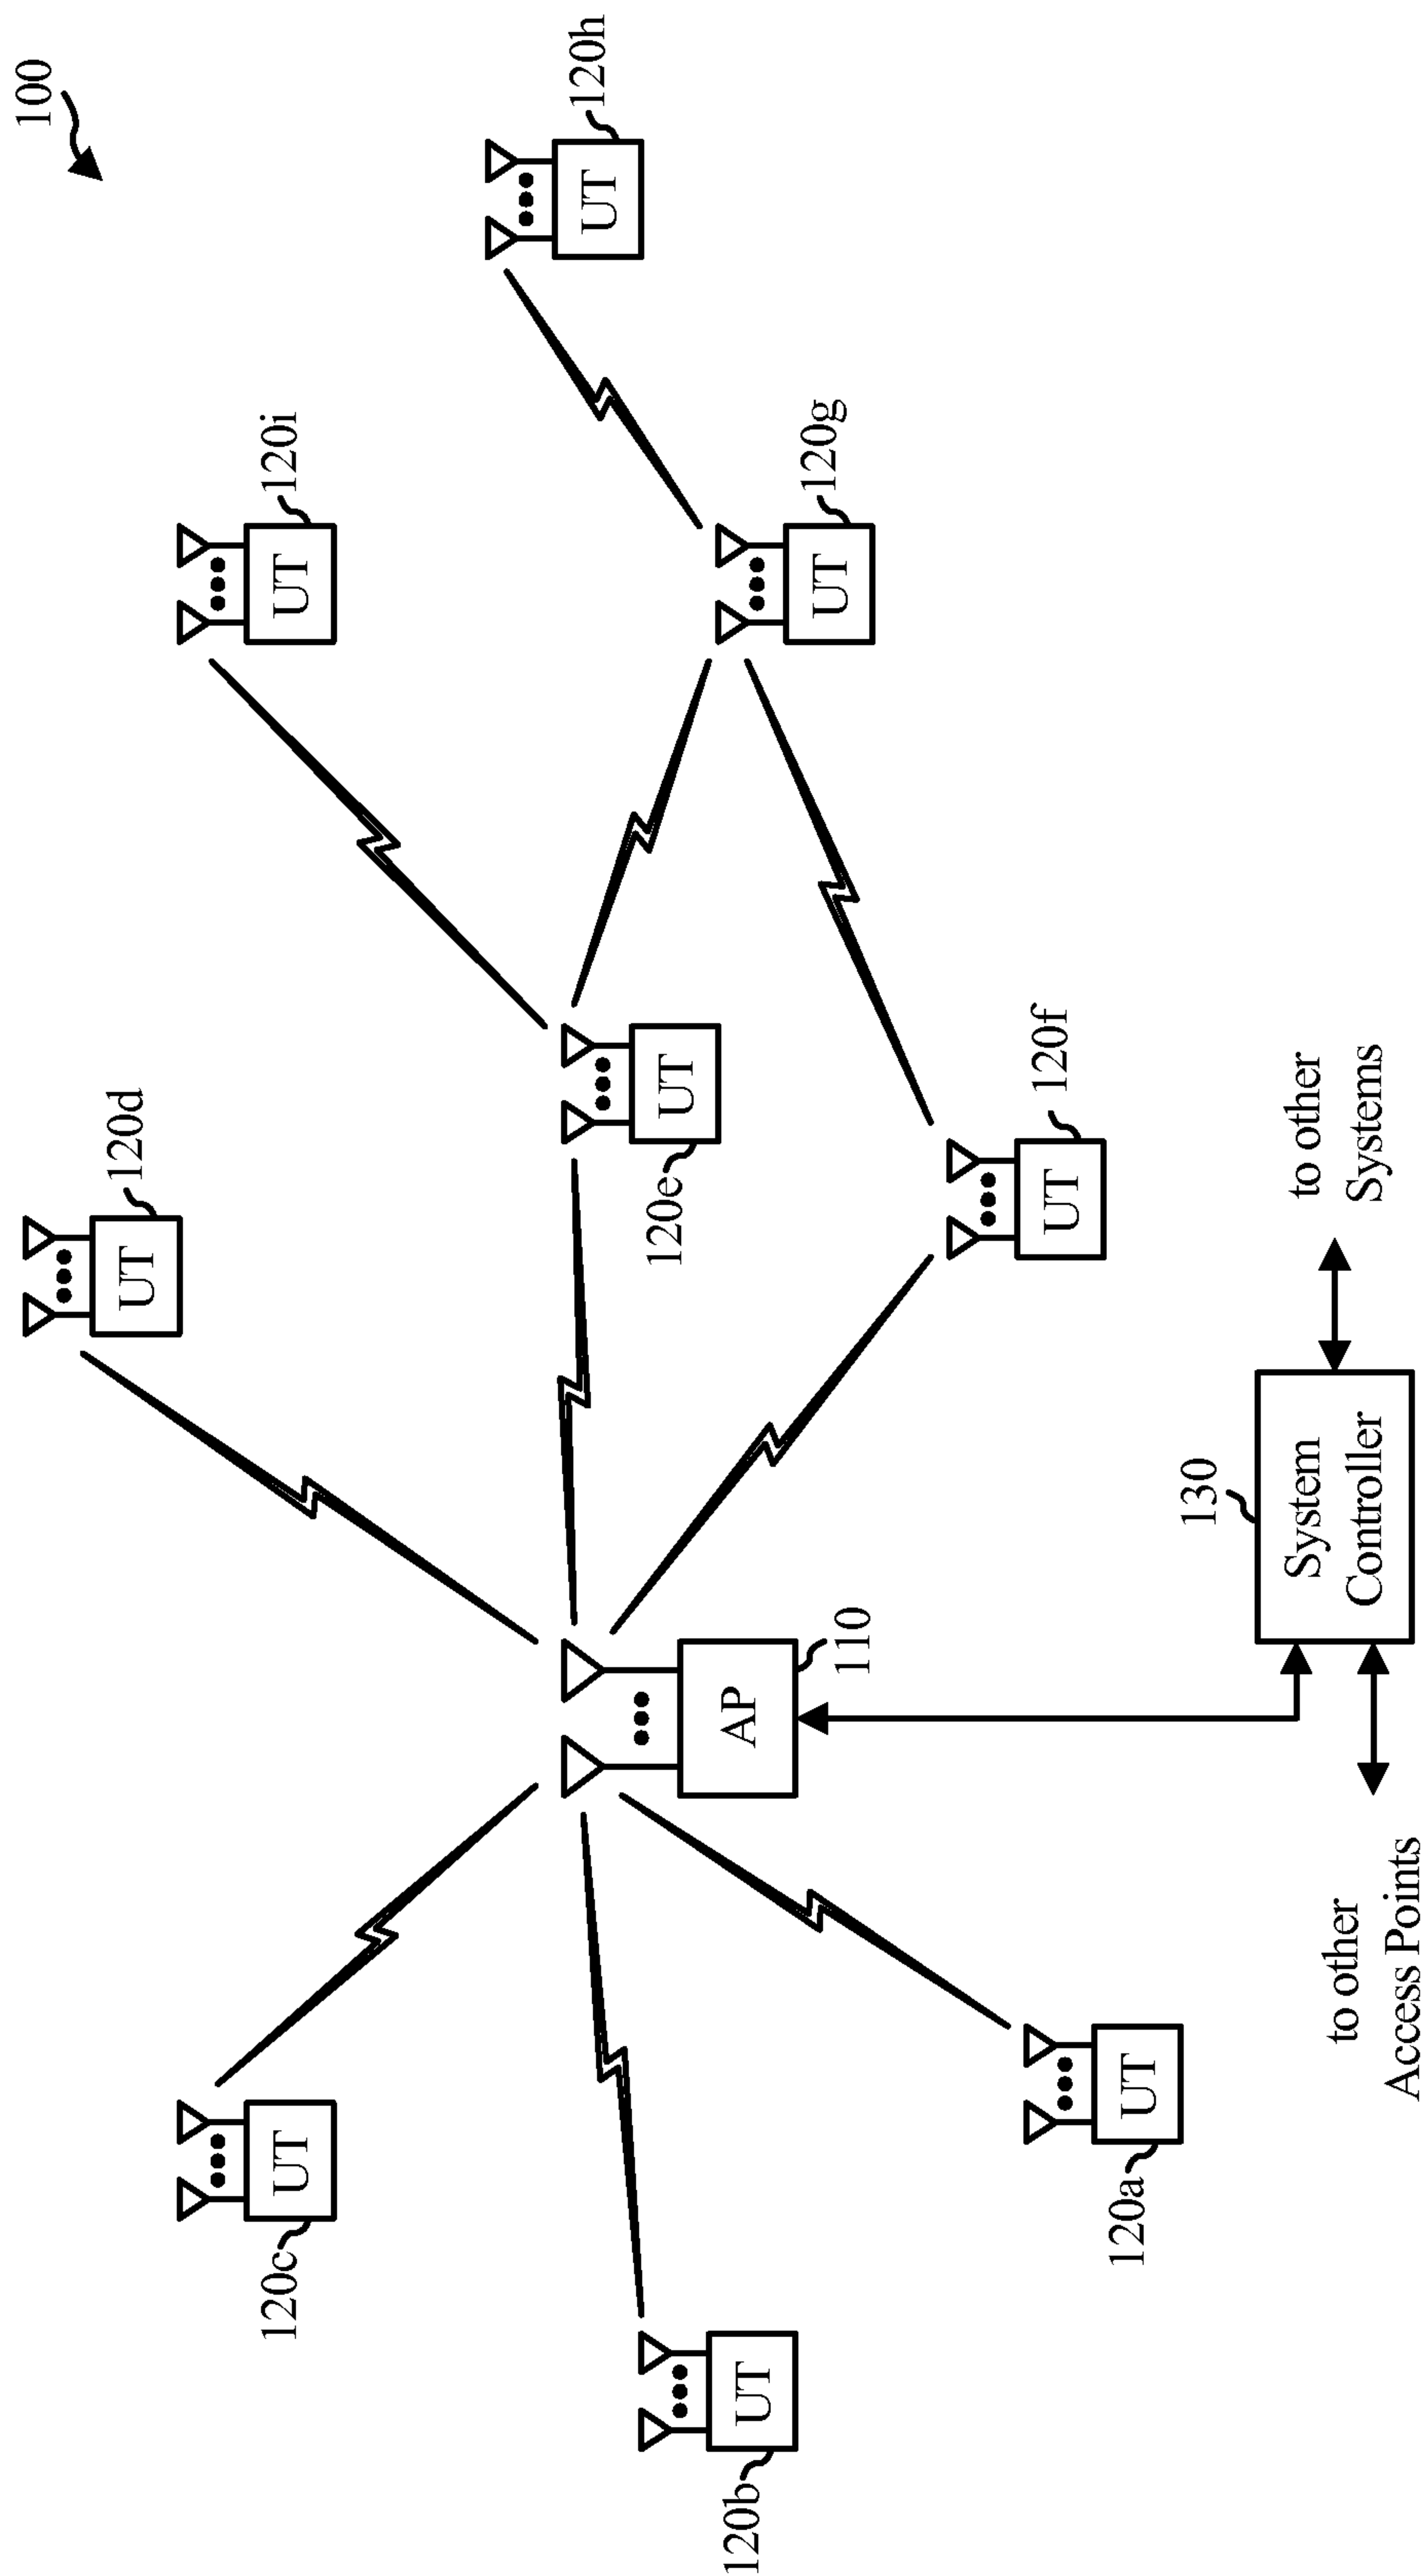 100
120d
UT
120c
UT
120i
UT
120h
UT
120e
UT
AP
110
120b
UT
120g
UT
120f
UT
120a
UT
130
System
Controller
to other
Access Points
to other
Systems